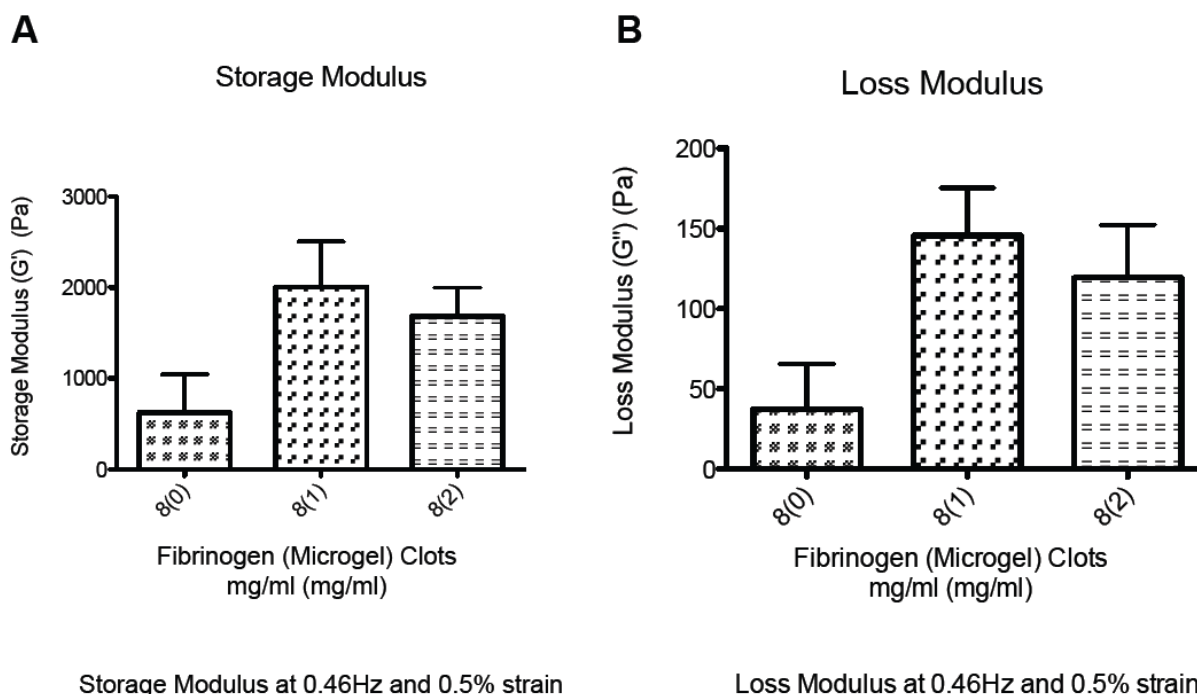 A
Storage Modulus
Storage Modulus (G') (Pa)
3000
2000
1000
0
8(0)
8(1)
8(2)
Fibrinogen (Microgel) Clots
mg/ml (mg/ml)
Storage Modulus at 0.46Hz and 0.5% strain
B
Loss Modulus
Loss Modulus (G") (Pa)
200
150
100
50
0
8(0)
8(1)
8(2)
Fibrinogen (Microgel) Clots
mg/ml (mg/ml)
Loss Modulus at 0.46Hz and 0.5% strain